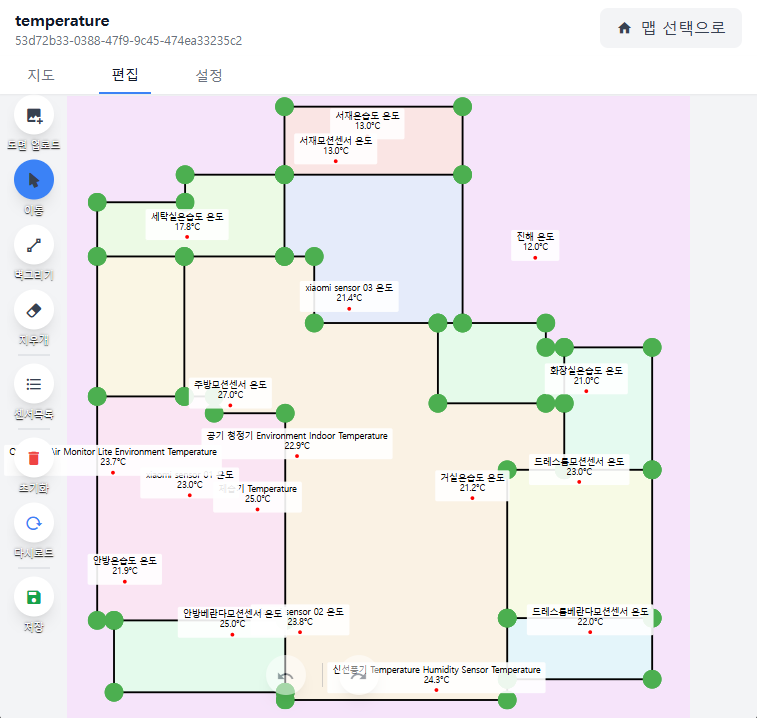 temperature
53d72b33-0388-47f9-9c45-474ea33235c2
맵 선택으로
지도
편집
설정
도면 업로드
이동
벽그리기
지우개
센서목록
초기화
다시로드
저장
서재온습도 온도
13.0°C
서재모션센서 온도
13.0°C
세탁실온습도 온도
17.8°C
진해 온도
12.0°C
xiaomi sensor 03 온도
21.4°C
화장실온습도 온도
21.0°C
주방모션센서 온도
27.0°C
공기 청정기 Environment Indoor Temperature
22.9°C
Air Monitor Lite Environment Temperature
23.7°C
xiaomi sensor 01 온도
23.0°C
Temperature
25.0°C
거실온습도 온도
21.2°C
드레스룸모션센서 온도
23.0°C
안방온습도 온도
21.9°C
안방베란다모션센서 온도
25.0°C
sensor 02 온도
23.8°C
드레스룸베란다모션센서 온도
22.0°C
신선풍기 Temperature Humidity Sensor Temperature
24.3°C